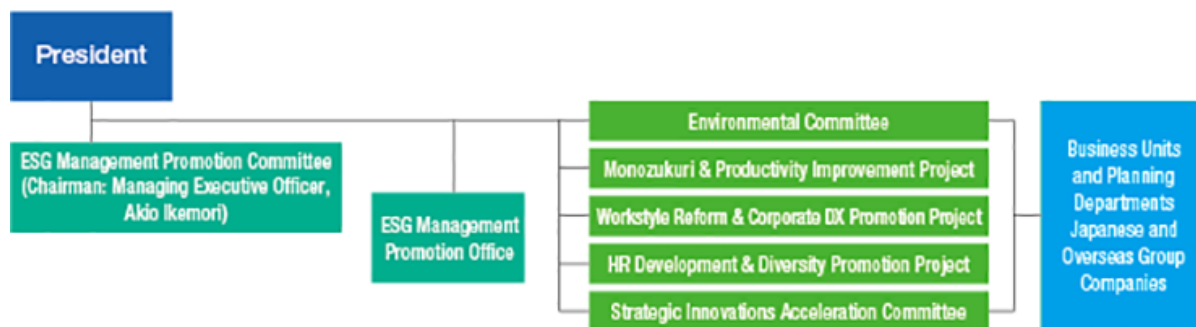 President
ESG Management Promotion Committee
(Chairman: Managing Executive Officer,
Akio Ikemori)
ESG Management
Promotion Office
Environmental Committee
Monozukuri & Productivity Improvement Project
Workstyle Reform & Corporate DX Promotion Project
HR Development & Diversity Promotion Project
Strategic Innovations Acceleration Committee
Business Units
and Planning
Departments
Japanese and
Overseas Group
Companies